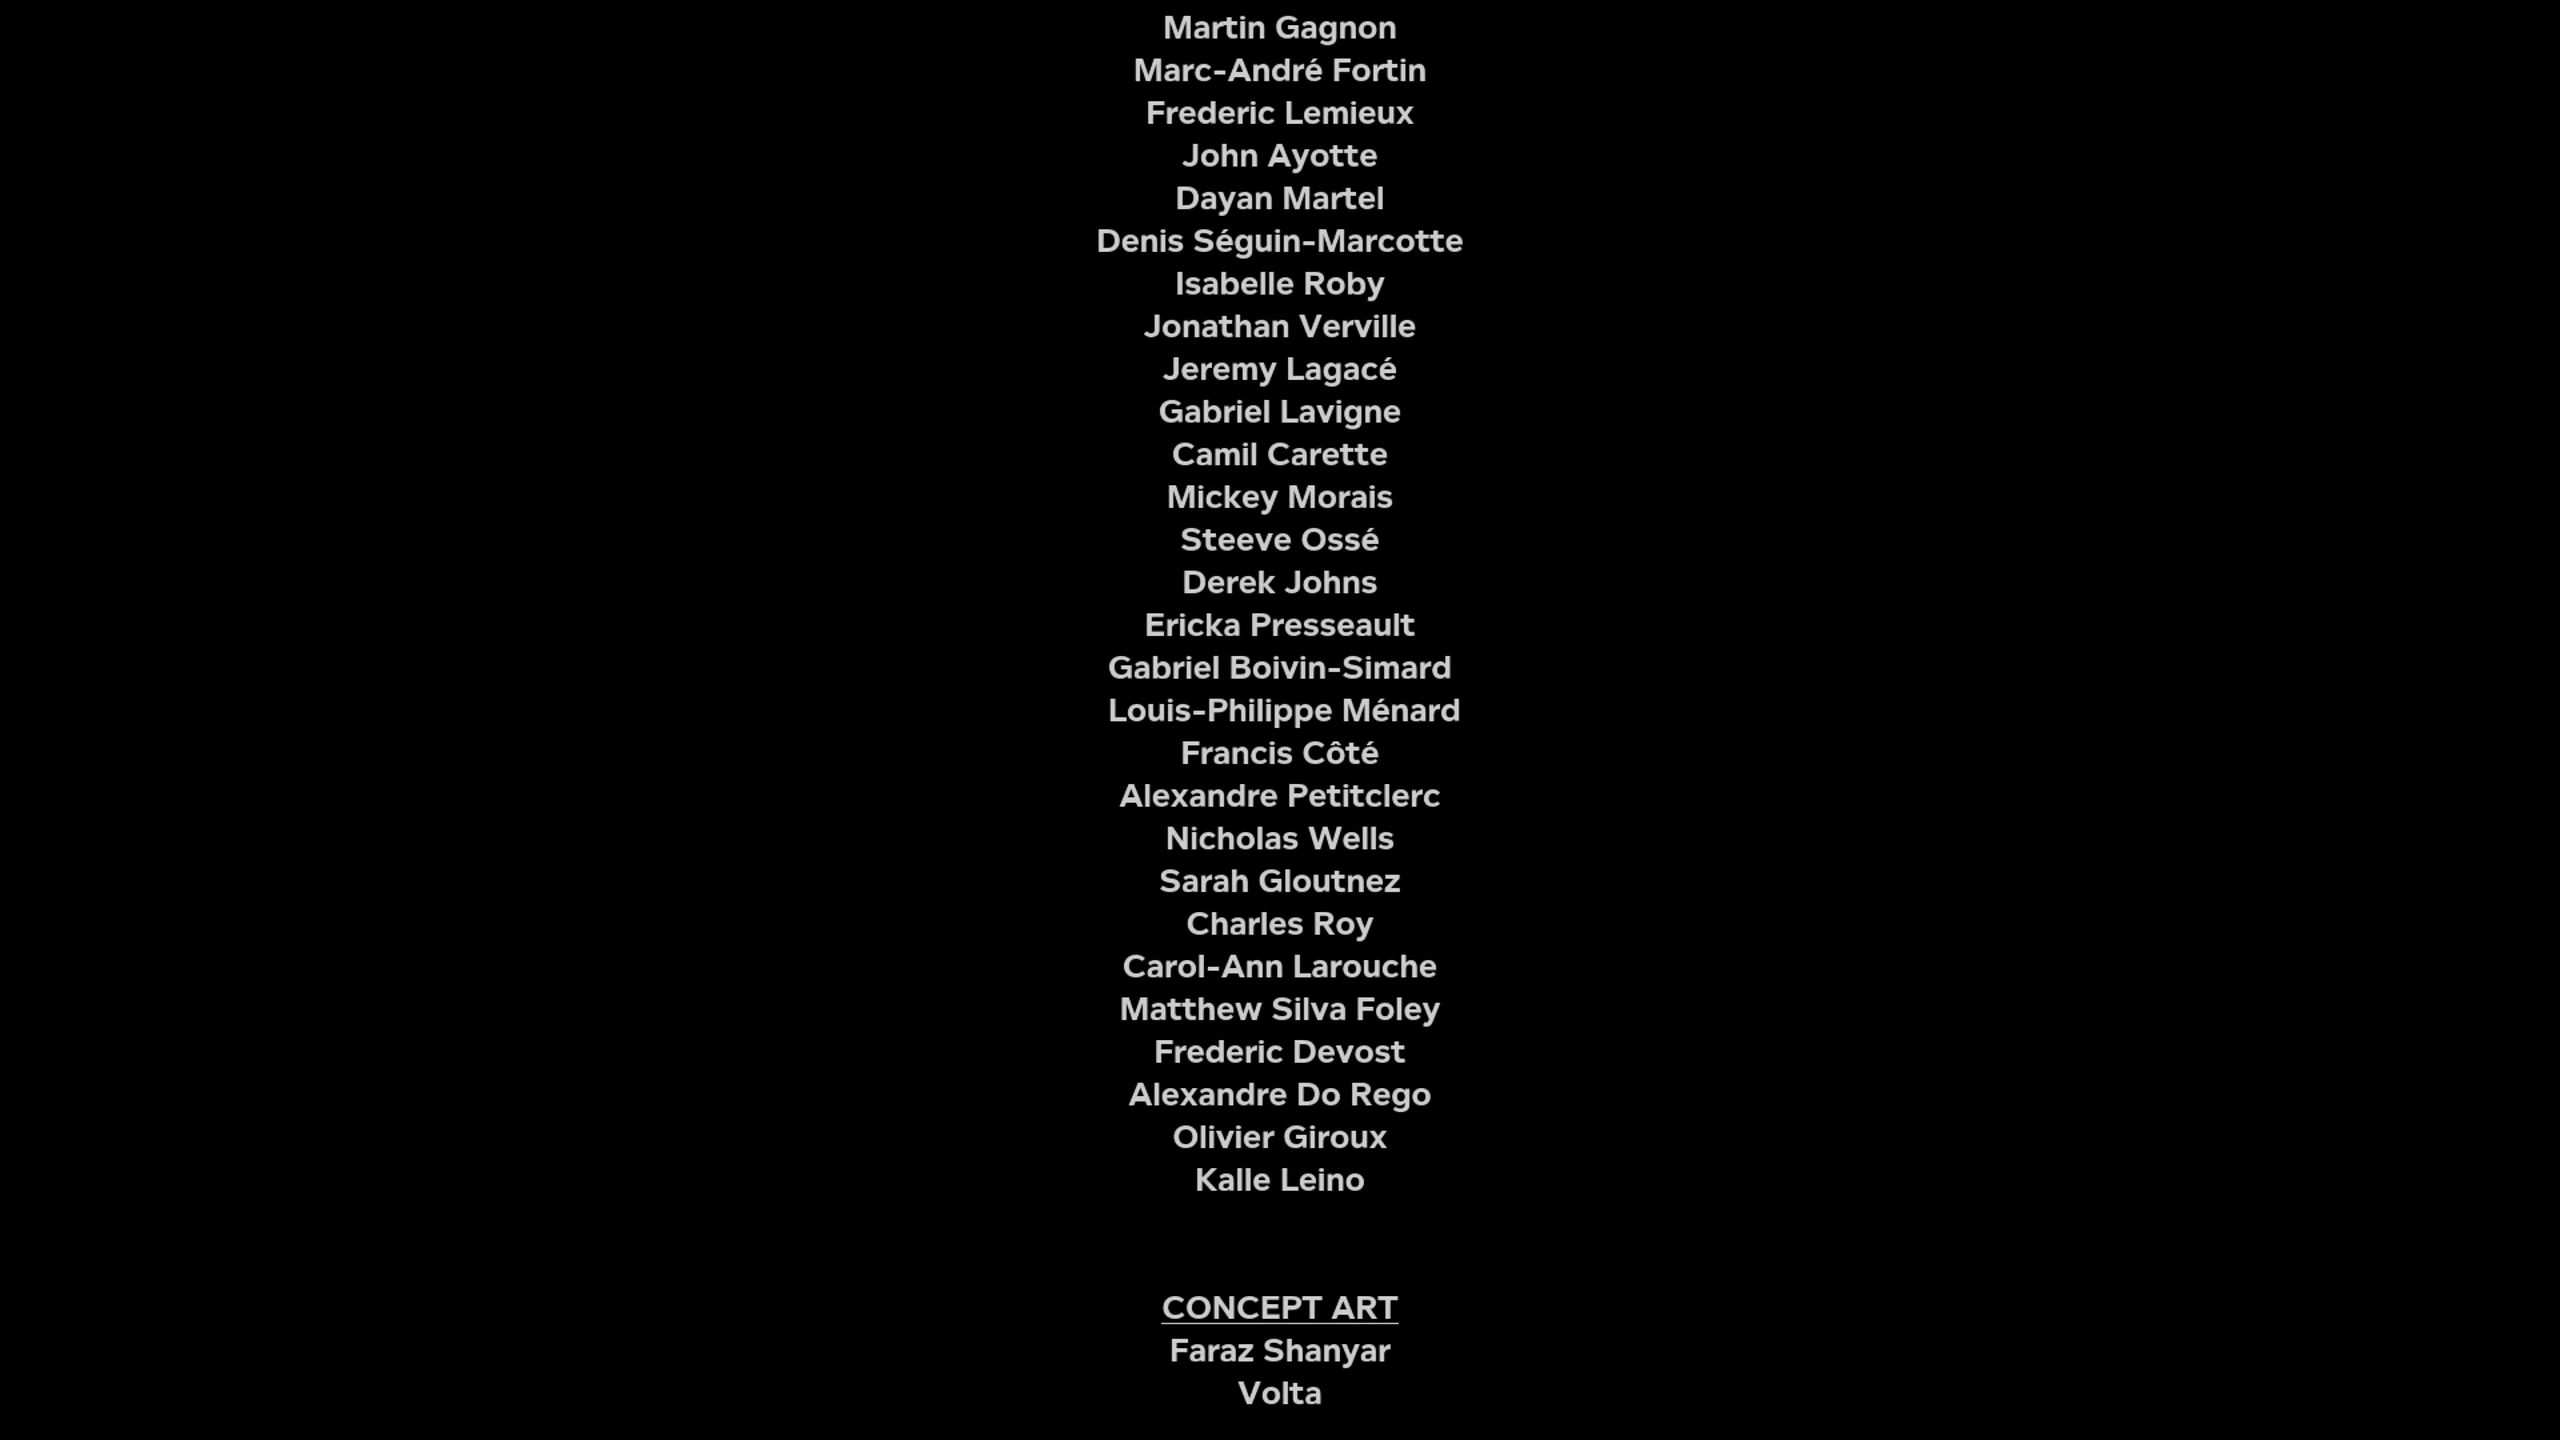 Martin Gagnon
Marc-André Fortin
Frederic Lemieux
John Ayotte
Dayan Martel
Denis Séguin-Marcotte
Isabelle Roby
Jonathan Verville
Jeremy Lagacé
Gabriel Lavigne
Camil Carette
Mickey Morais
Steeve Ossé
Derek Johns
Ericka Presseault
Gabriel Boivin-Simard
Louis-Philippe Ménard
Francis Côté
Alexandre Petitclerc
Nicholas Wells
Sarah Gloutnez
Charles Roy
Carol-Ann Larouche
Matthew Silva Foley
Frederic Devost
Alexandre Do Rego
Olivier Giroux
Kalle Leino
CONCEPT ART
Faraz Shanyar
Volta